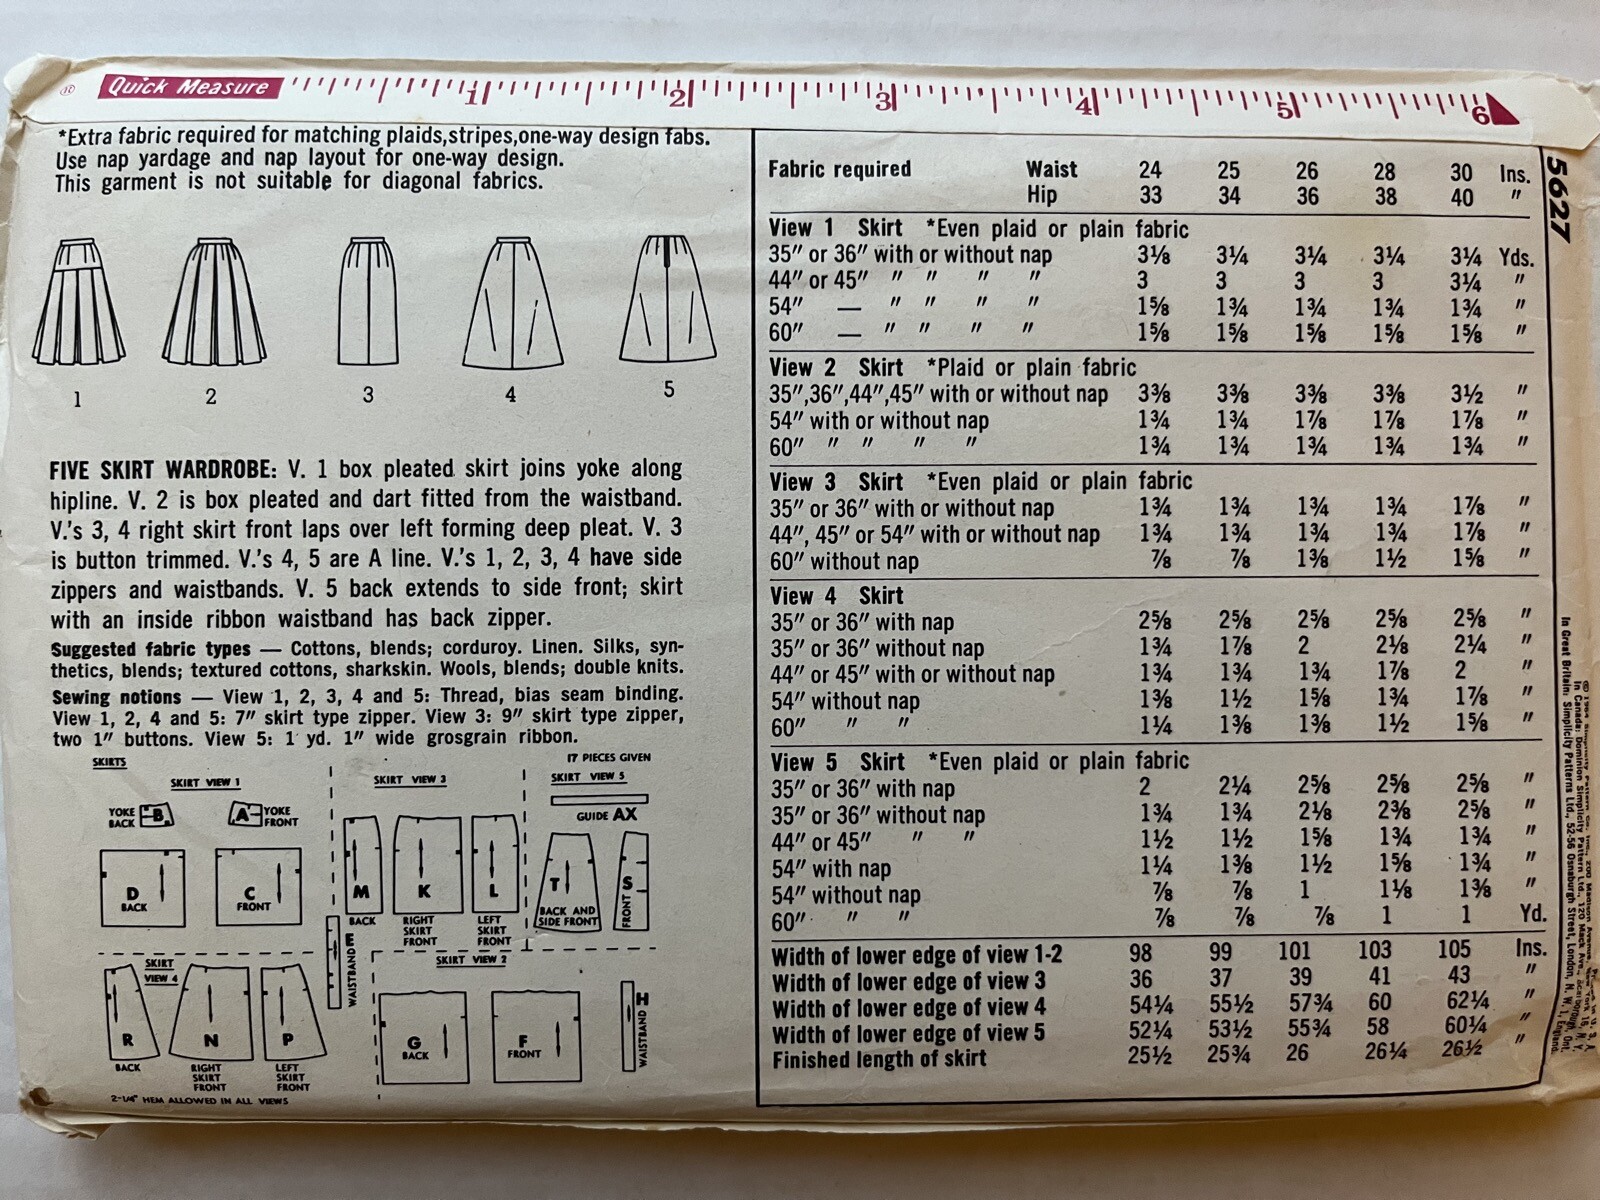 Quick Measure
1 2 3 4 5 6
*Extra fabric required for matching plaids,stripes,one-way design fabs.
Use nap yardage and nap layout for one-way design.
This garment is not suitable for diagonal fabrics.
1 2 3 4 5
FIVE SKIRT WARDROBE: V. 1 box pleated skirt joins yoke along
hipline. V. 2 is box pleated and dart fitted from the waistband.
V.'s 3, 4 right skirt front laps over left forming deep pleat. V. 3
is button trimmed. V.'s 4, 5 are A line. V.'s 1, 2, 3, 4 have side
zippers and waistbands. V. 5 back extends to side front; skirt
with an inside ribbon waistband has back zipper.
Suggested fabric types — Cottons, blends; corduroy. Linen. Silks, syn-
thetics, blends; textured cottons, sharkskin. Wools, blends; double knits.
Sewing notions — View 1, 2, 3, 4 and 5: Thread, bias seam binding.
View 1, 2, 4 and 5: 7″ skirt type zipper. View 3: 9″ skirt type zipper,
two 1″ buttons. View 5: 1 yd. 1″ wide grosgrain ribbon.
SKIRTS
17 PIECES GIVEN
SKIRT VIEW 1
YOKE BACK B
A YOKE FRONT
D BACK
C FRONT
SKIRT VIEW 3
M BACK
K RIGHT SKIRT FRONT
L LEFT SKIRT FRONT
SKIRT VIEW 5
GUIDE AX
T BACK AND SIDE FRONT
S FRONT
WAISTBAND E
SKIRT VIEW 4
R BACK
N RIGHT SKIRT FRONT
P LEFT SKIRT FRONT
SKIRT VIEW 2
G BACK
F FRONT
WAISTBAND H
2-1/4″ HEM ALLOWED IN ALL VIEWS
Fabric required Waist 24 25 26 28 30 Ins.
Hip 33 34 36 38 40 ″
View 1 Skirt *Even plaid or plain fabric
35″ or 36″ with or without nap 3⅛ 3¼ 3¼ 3¼ 3¼ Yds.
44″ or 45″ ″ ″ ″ ″ 3 3 3 3 3¼ ″
54″ — ″ ″ ″ ″ 1⅝ 1¾ 1¾ 1¾ 1¾ ″
60″ — ″ ″ ″ ″ 1⅝ 1⅝ 1⅝ 1⅝ 1⅝ ″
View 2 Skirt *Plaid or plain fabric
35″,36″,44″,45″ with or without nap 3⅜ 3⅜ 3⅜ 3⅜ 3½ ″
54″ with or without nap 1¾ 1¾ 1⅞ 1⅞ 1⅞ ″
60″ ″ ″ ″ ″ 1¾ 1¾ 1¾ 1¾ 1¾ ″
View 3 Skirt *Even plaid or plain fabric
35″ or 36″ with or without nap 1¾ 1¾ 1¾ 1¾ 1⅞ ″
44″, 45″ or 54″ with or without nap 1¾ 1¾ 1¾ 1¾ 1⅞ ″
60″ without nap ⅞ ⅞ 1⅜ 1½ 1⅝ ″
View 4 Skirt
35″ or 36″ with nap 2⅝ 2⅝ 2⅝ 2⅝ 2⅝ ″
35″ or 36″ without nap 1¾ 1⅞ 2 2⅛ 2¼ ″
44″ or 45″ with or without nap 1¾ 1¾ 1¾ 1⅞ 2 ″
54″ without nap 1⅜ 1½ 1⅝ 1¾ 1⅞ ″
60″ ″ ″ 1¼ 1⅜ 1⅜ 1½ 1⅝ ″
View 5 Skirt *Even plaid or plain fabric
35″ or 36″ with nap 2 2¼ 2⅝ 2⅝ 2⅝ ″
35″ or 36″ without nap 1¾ 1¾ 2⅛ 2⅜ 2⅝ ″
44″ or 45″ ″ ″ 1½ 1½ 1⅝ 1¾ 1¾ ″
54″ with nap 1¼ 1⅜ 1½ 1⅝ 1¾ ″
54″ without nap ⅞ ⅞ 1 1⅛ 1⅜ ″
60″ ″ ″ ⅞ ⅞ ⅞ 1 1 Yd.
Width of lower edge of view 1-2 98 99 101 103 105 Ins.
Width of lower edge of view 3 36 37 39 41 43 ″
Width of lower edge of view 4 54¼ 55½ 57¾ 60 62¼ ″
Width of lower edge of view 5 52¼ 53½ 55¾ 58 60¼ ″
Finished length of skirt 25½ 25¾ 26 26¼ 26½ ″
5627
In Canada: Dominion Simplicity Patterns Ltd., 120 Mack Ave., Scarborough, Ont.
In Great Britain: Simplicity Patterns Ltd., 52-56 Osnaburgh Street, London, N. W. 1, England.